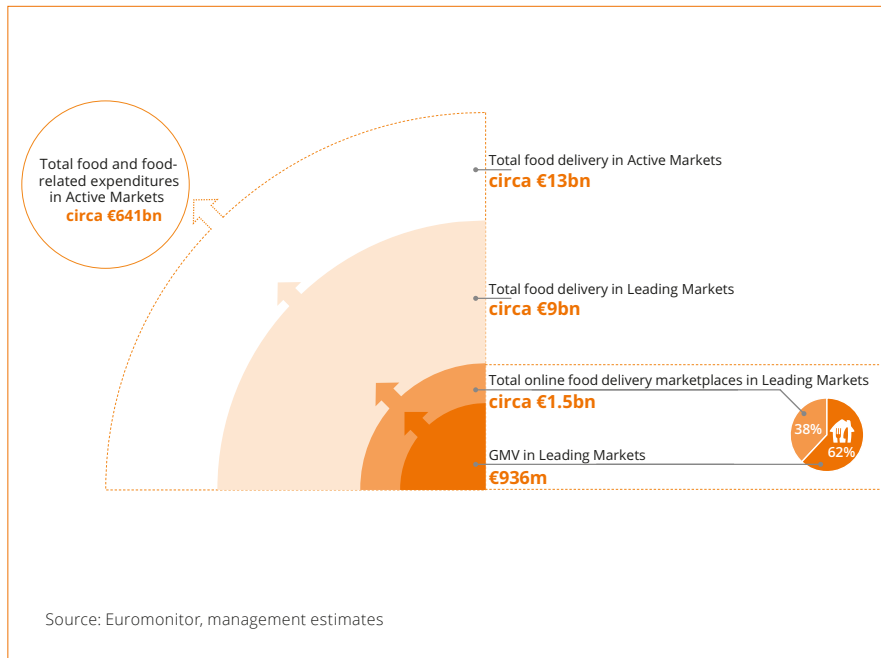 Total food and food-
related expenditures
in Active Markets
circa €641bn
Total food delivery in Active Markets
circa €13bn
Total food delivery in Leading Markets
circa €9bn
Total online food delivery marketplaces in Leading Markets
circa €1.5bn
38%
62%
GMV in Leading Markets
€936m
Source: Euromonitor, management estimates